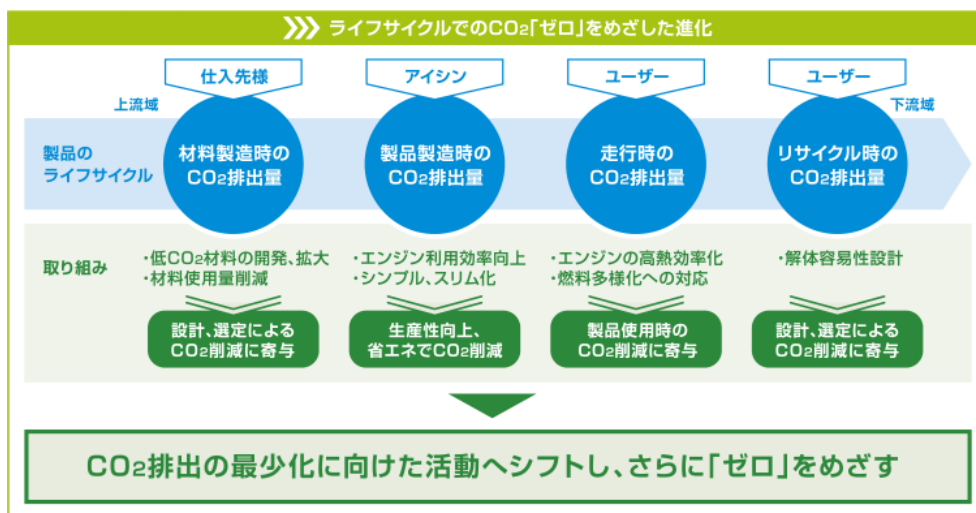 ライフサイクルでのCO2「ゼロ」をめざした進化
仕入先様
アイシン
ユーザー
ユーザー
上流域
下流域
製品の
ライフサイクル
材料製造時の
CO2排出量
製品製造時の
CO2排出量
走行時の
CO2排出量
リサイクル時の
CO2排出量
取り組み
・低CO2材料の開発、拡大
・材料使用量削減
・エンジン利用効率向上
・シンプル、スリム化
・エンジンの高熱効率化
・燃料多様化への対応
・解体容易性設計
設計、選定による
CO2削減に寄与
生産性向上、
省エネでCO2削減
製品使用時の
CO2削減に寄与
設計、選定による
CO2削減に寄与
CO2排出の最少化に向けた活動へシフトし、さらに「ゼロ」をめざす